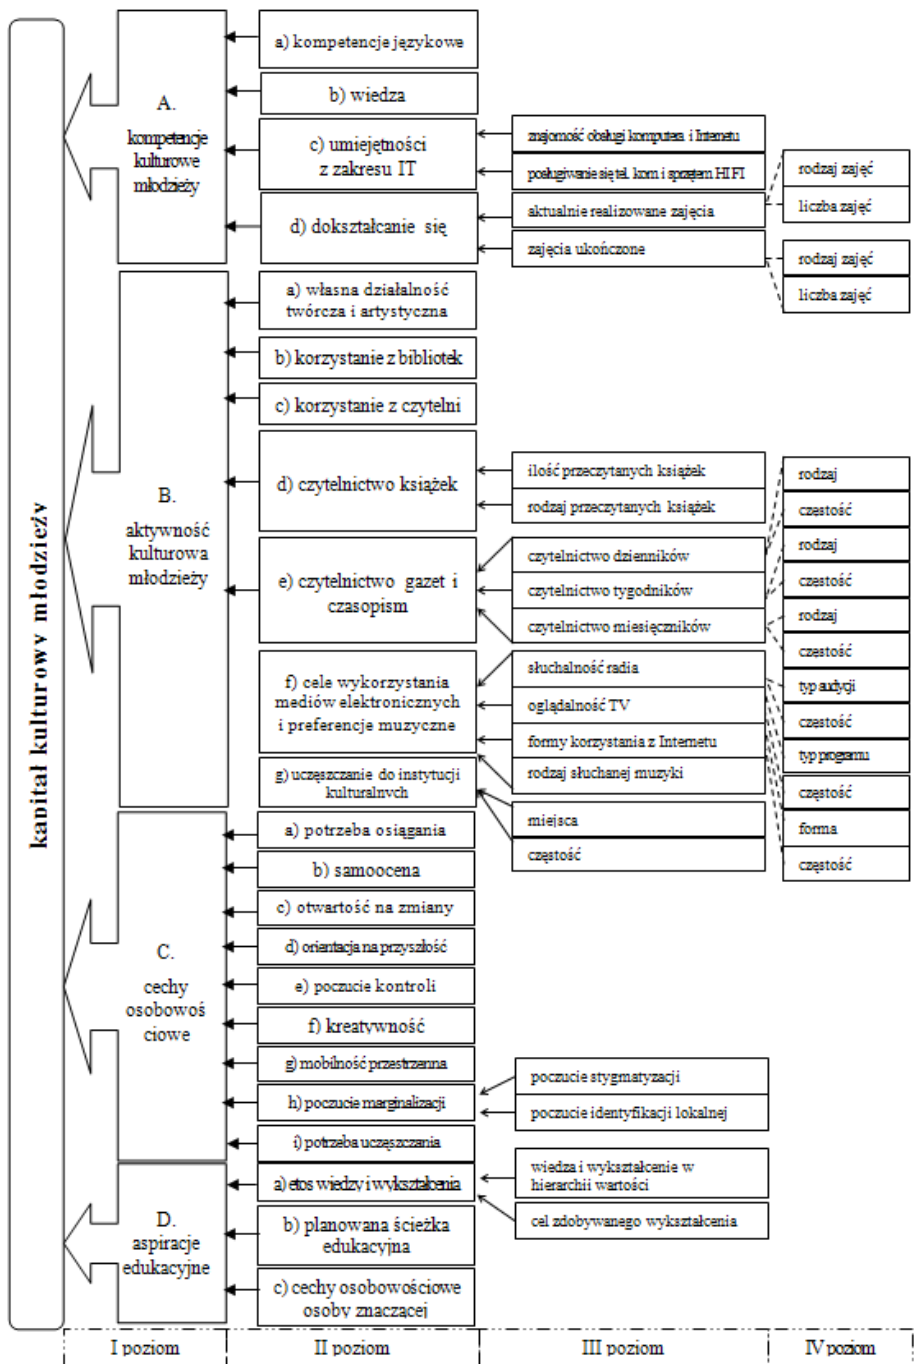 kapitał kulturowy młodzieży
A.
kompetencje
kulturowe
młodzieży
a) kompetencje językowe
b) wiedza
c) umiejętności
z zakresu IT
znajomość obsługi komputera i Internetu
posługiwanie się tel. kom i sprzętem HI FI
d) dokształcanie się
aktualnie realizowane zajęcia
rodzaj zajęć
liczba zajęć
zajęcia ukończone
rodzaj zajęć
liczba zajęć
B.
aktywność
kulturowa
młodzieży
a) własna działalność
twórcza i artystyczna
b) korzystanie z bibliotek
c) korzystanie z czytelni
d) czytelnictwo książek
ilość przeczytanych książek
rodzaj przeczytanych książek
e) czytelnictwo gazet i
czasopism
czytelnictwo dzienników
czytelnictwo tygodników
czytelnictwo miesięczników
rodzaj
częstość
rodzaj
częstość
rodzaj
częstość
f) cele wykorzystania
mediów elektronicznych
i preferencje muzyczne
słuchalność radia
oglądalność TV
formy korzystania z Internetu
rodzaj słuchanej muzyki
typ audycji
częstość
typ programu
częstość
forma
częstość
g) uczęszczanie do instytucji
kulturalnych
miejsca
częstość
C.
cechy
osobowoś
ciowe
a) potrzeba osiągania
b) samoocena
c) otwartość na zmiany
d) orientacja na przyszłość
e) poczucie kontroli
f) kreatywność
g) mobilność przestrzenna
h) poczucie marginalizacji
poczucie stygmatyzacji
poczucie identyfikacji lokalnej
i) potrzeba uczęszczania
D.
aspiracje
edukacyjne
a) etos wiedzy i wykształcenia
wiedza i wykształcenie w
hierarchii wartości
cel zdobywanego wykształcenia
b) planowana ścieżka
edukacyjna
c) cechy osobowościowe
osoby znaczącej
I poziom
II poziom
III poziom
IV poziom